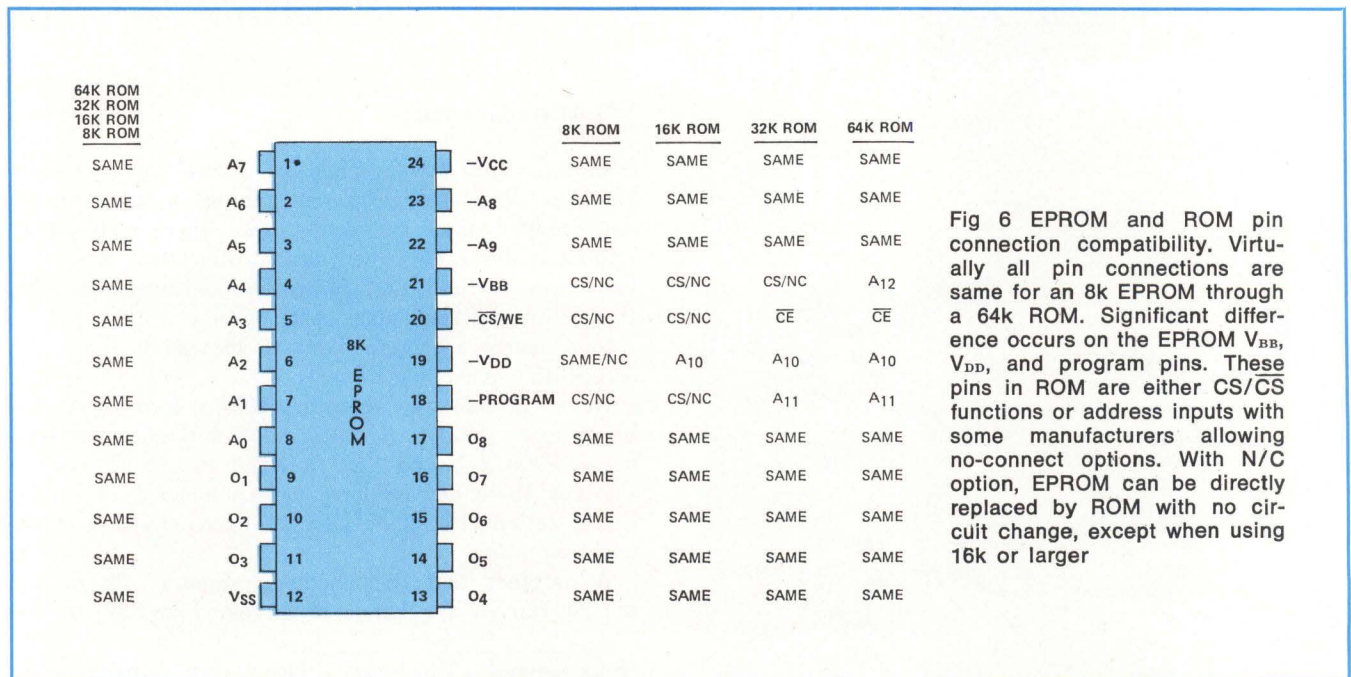 64K ROM
32K ROM
16K ROM
8K ROM
8K ROM 16K ROM 32K ROM 64K ROM
SAME A7 1 24 -VCC SAME SAME SAME SAME
SAME A6 2 23 -A8 SAME SAME SAME SAME
SAME A5 3 22 -A9 SAME SAME SAME SAME
SAME A4 4 21 -VBB CS/NC CS/NC CS/NC A12
SAME A3 5 20 -C̅S̅/WE CS/NC CS/NC C̅E̅ C̅E̅
SAME A2 6 19 -VDD SAME/NC A10 A10 A10
SAME A1 7 18 -PROGRAM CS/NC CS/NC A11 A11
SAME A0 8 17 O8 SAME SAME SAME SAME
SAME O1 9 16 O7 SAME SAME SAME SAME
SAME O2 10 15 O6 SAME SAME SAME SAME
SAME O3 11 14 O5 SAME SAME SAME SAME
SAME VSS 12 13 O4 SAME SAME SAME SAME
8K
EPROM
Fig 6 EPROM and ROM pin
connection compatibility. Virtu-
ally all pin connections are
same for an 8k EPROM through
a 64k ROM. Significant differ-
ence occurs on the EPROM VBB,
VDD, and program pins. These
pins in ROM are either CS/C̅S̅
functions or address inputs with
some manufacturers allowing
no-connect options. With N/C
option, EPROM can be directly
replaced by ROM with no cir-
cuit change, except when using
16k or larger